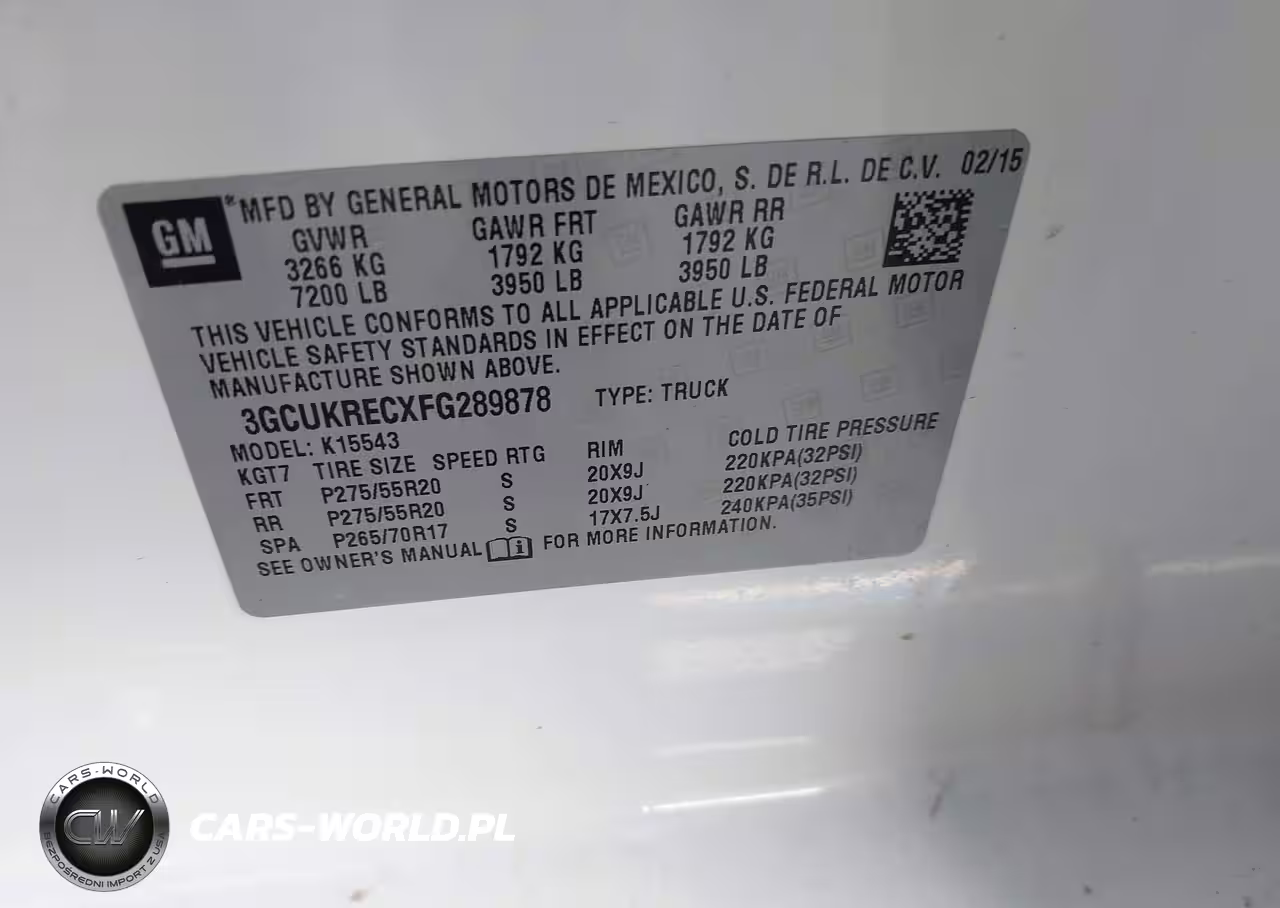 *MFD BY GENERAL MOTORS DE MEXICO, S. DE R.L. DE C.V. 02/15
GM
GVWR GAWR FRT GAWR RR
3266 KG 1792 KG 1792 KG
7200 LB 3950 LB 3950 LB
THIS VEHICLE CONFORMS TO ALL APPLICABLE U.S. FEDERAL MOTOR
VEHICLE SAFETY STANDARDS IN EFFECT ON THE DATE OF
MANUFACTURE SHOWN ABOVE.
3GCUKRECXFG289878 TYPE: TRUCK
MODEL: K15543
KGT7 TIRE SIZE SPEED RTG RIM COLD TIRE PRESSURE
FRT P275/55R20 S 20X9J 220KPA(32PSI)
RR P275/55R20 S 20X9J 220KPA(32PSI)
SPA P265/70R17 S 17X7.5J 240KPA(35PSI)
SEE OWNER'S MANUAL FOR MORE INFORMATION.
CARS-WORLD
CW
BEZPOŚREDNI IMPORT Z USA
CARS-WORLD.PL